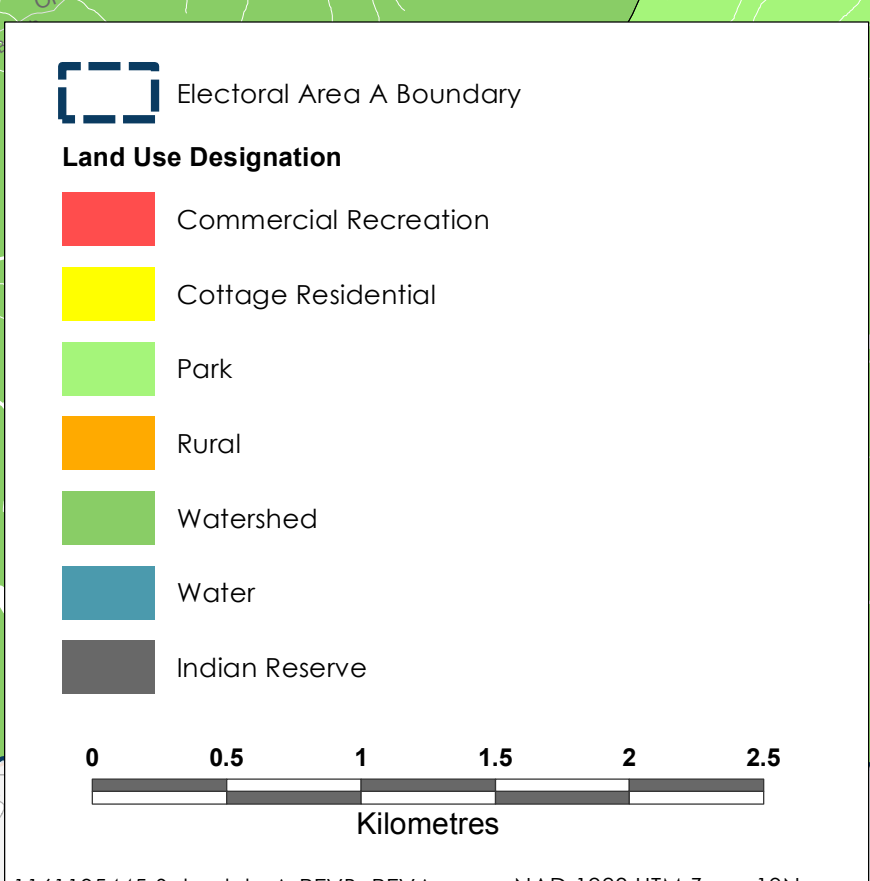 Electoral Area A Boundary
Land Use Designation
Commercial Recreation
Cottage Residential
Park
Rural
Watershed
Water
Indian Reserve
0 0.5 1 1.5 2 2.5
Kilometres